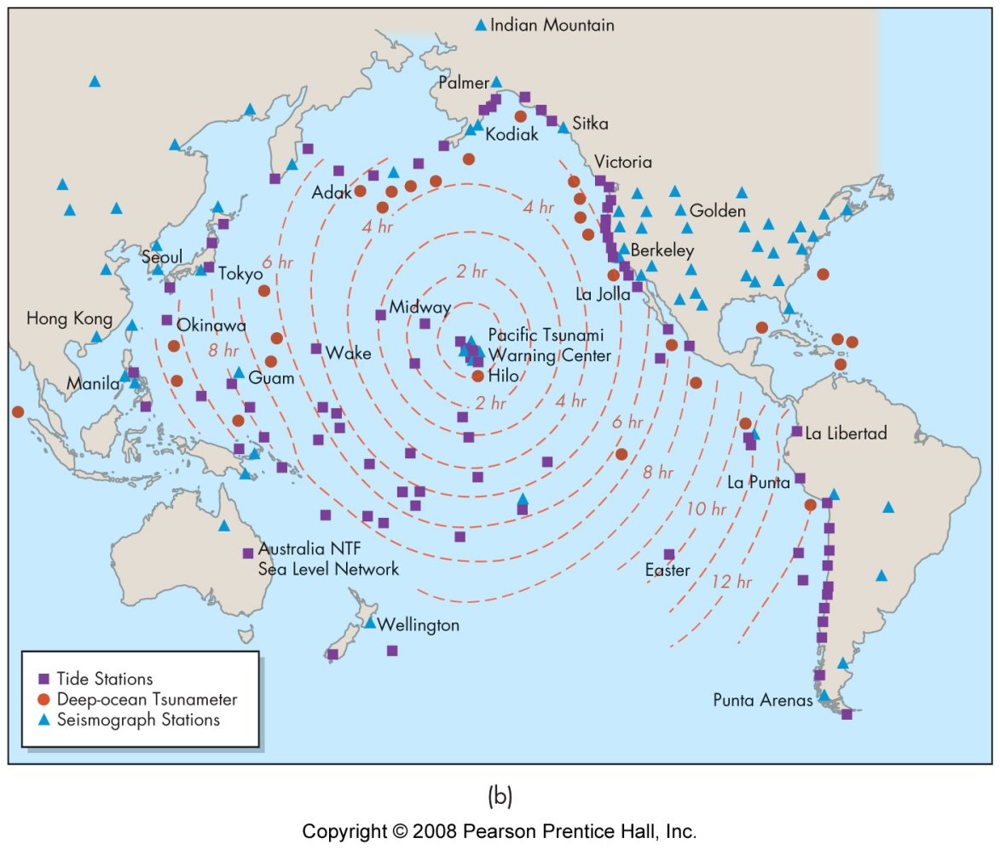 Indian Mountain
Palmer
Kodiak
Sitka
Victoria
Adak
4 hr
4 hr
Golden
Seoul
6 hr
Tokyo
2 hr
Berkeley
La Jolla
Hong Kong
Okinawa
Midway
Pacific Tsunami
Warning Center
Hilo
8 hr
Wake
Manila
Guam
2 hr
4 hr
6 hr
La Libertad
8 hr
La Punta
10 hr
Australia NTF
Sea Level Network
Easter
12 hr
Wellington
Tide Stations
Deep-ocean Tsunameter
Seismograph Stations
Punta Arenas
(b)
Copyright © 2008 Pearson Prentice Hall, Inc.